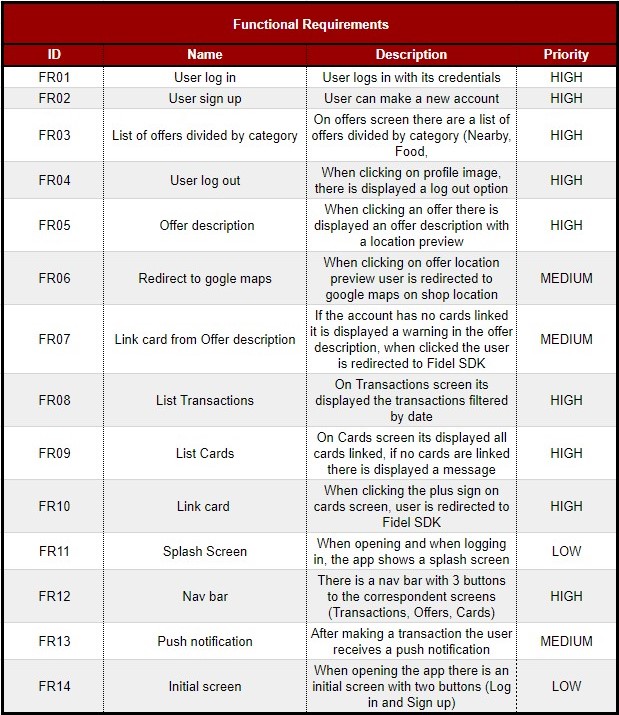 Functional Requirements
ID Name Description Priority
FR01 User log in User logs in with its credentials HIGH
FR02 User sign up User can make a new account HIGH
FR03 List of offers divided by category On offers screen there are a list of
offers divided by category (Nearby,
Food, HIGH
FR04 User log out When clicking on profile image,
there is displayed a log out option HIGH
FR05 Offer description When clicking an offer there is
displayed an offer description with
a location preview HIGH
FR06 Redirect to gogle maps When clicking on offer location
preview user is redirected to
google maps on shop location MEDIUM
FR07 Link card from Offer description If the account has no cards linked
it is displayed a warning in the offer
description, when clicked the user
is redirected to Fidel SDK MEDIUM
FR08 List Transactions On Transactions screen its
displayed the transactions filtered
by date HIGH
FR09 List Cards On Cards screen its displayed all
cards linked, if no cards are linked
there is displayed a message HIGH
FR10 Link card When clicking the plus sign on
cards screen, user is redirected to
Fidel SDK HIGH
FR11 Splash Screen When opening and when logging
in, the app shows a splash screen LOW
FR12 Nav bar There is a nav bar with 3 buttons
to the correspondent screens
(Transactions, Offers, Cards) HIGH
FR13 Push notification After making a transaction the user
receives a push notification MEDIUM
FR14 Initial screen When opening the app there is an
initial screen with two buttons (Log
in and Sign up) LOW